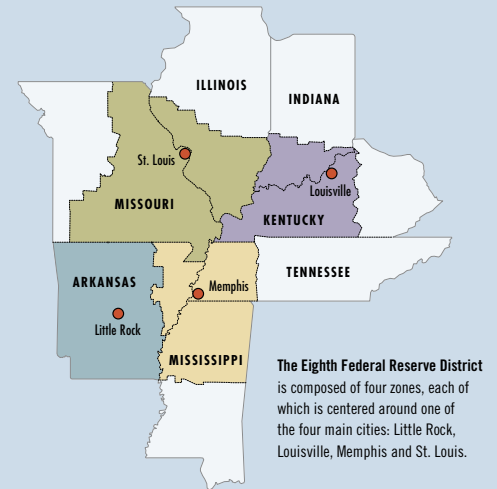 ILLINOIS
INDIANA
St. Louis
Louisville
MISSOURI
KENTUCKY
TENNESSEE
ARKANSAS
Memphis
Little Rock
MISSISSIPPI
The Eighth Federal Reserve District
is composed of four zones, each of
which is centered around one of
the four main cities: Little Rock,
Louisville, Memphis and St. Louis.